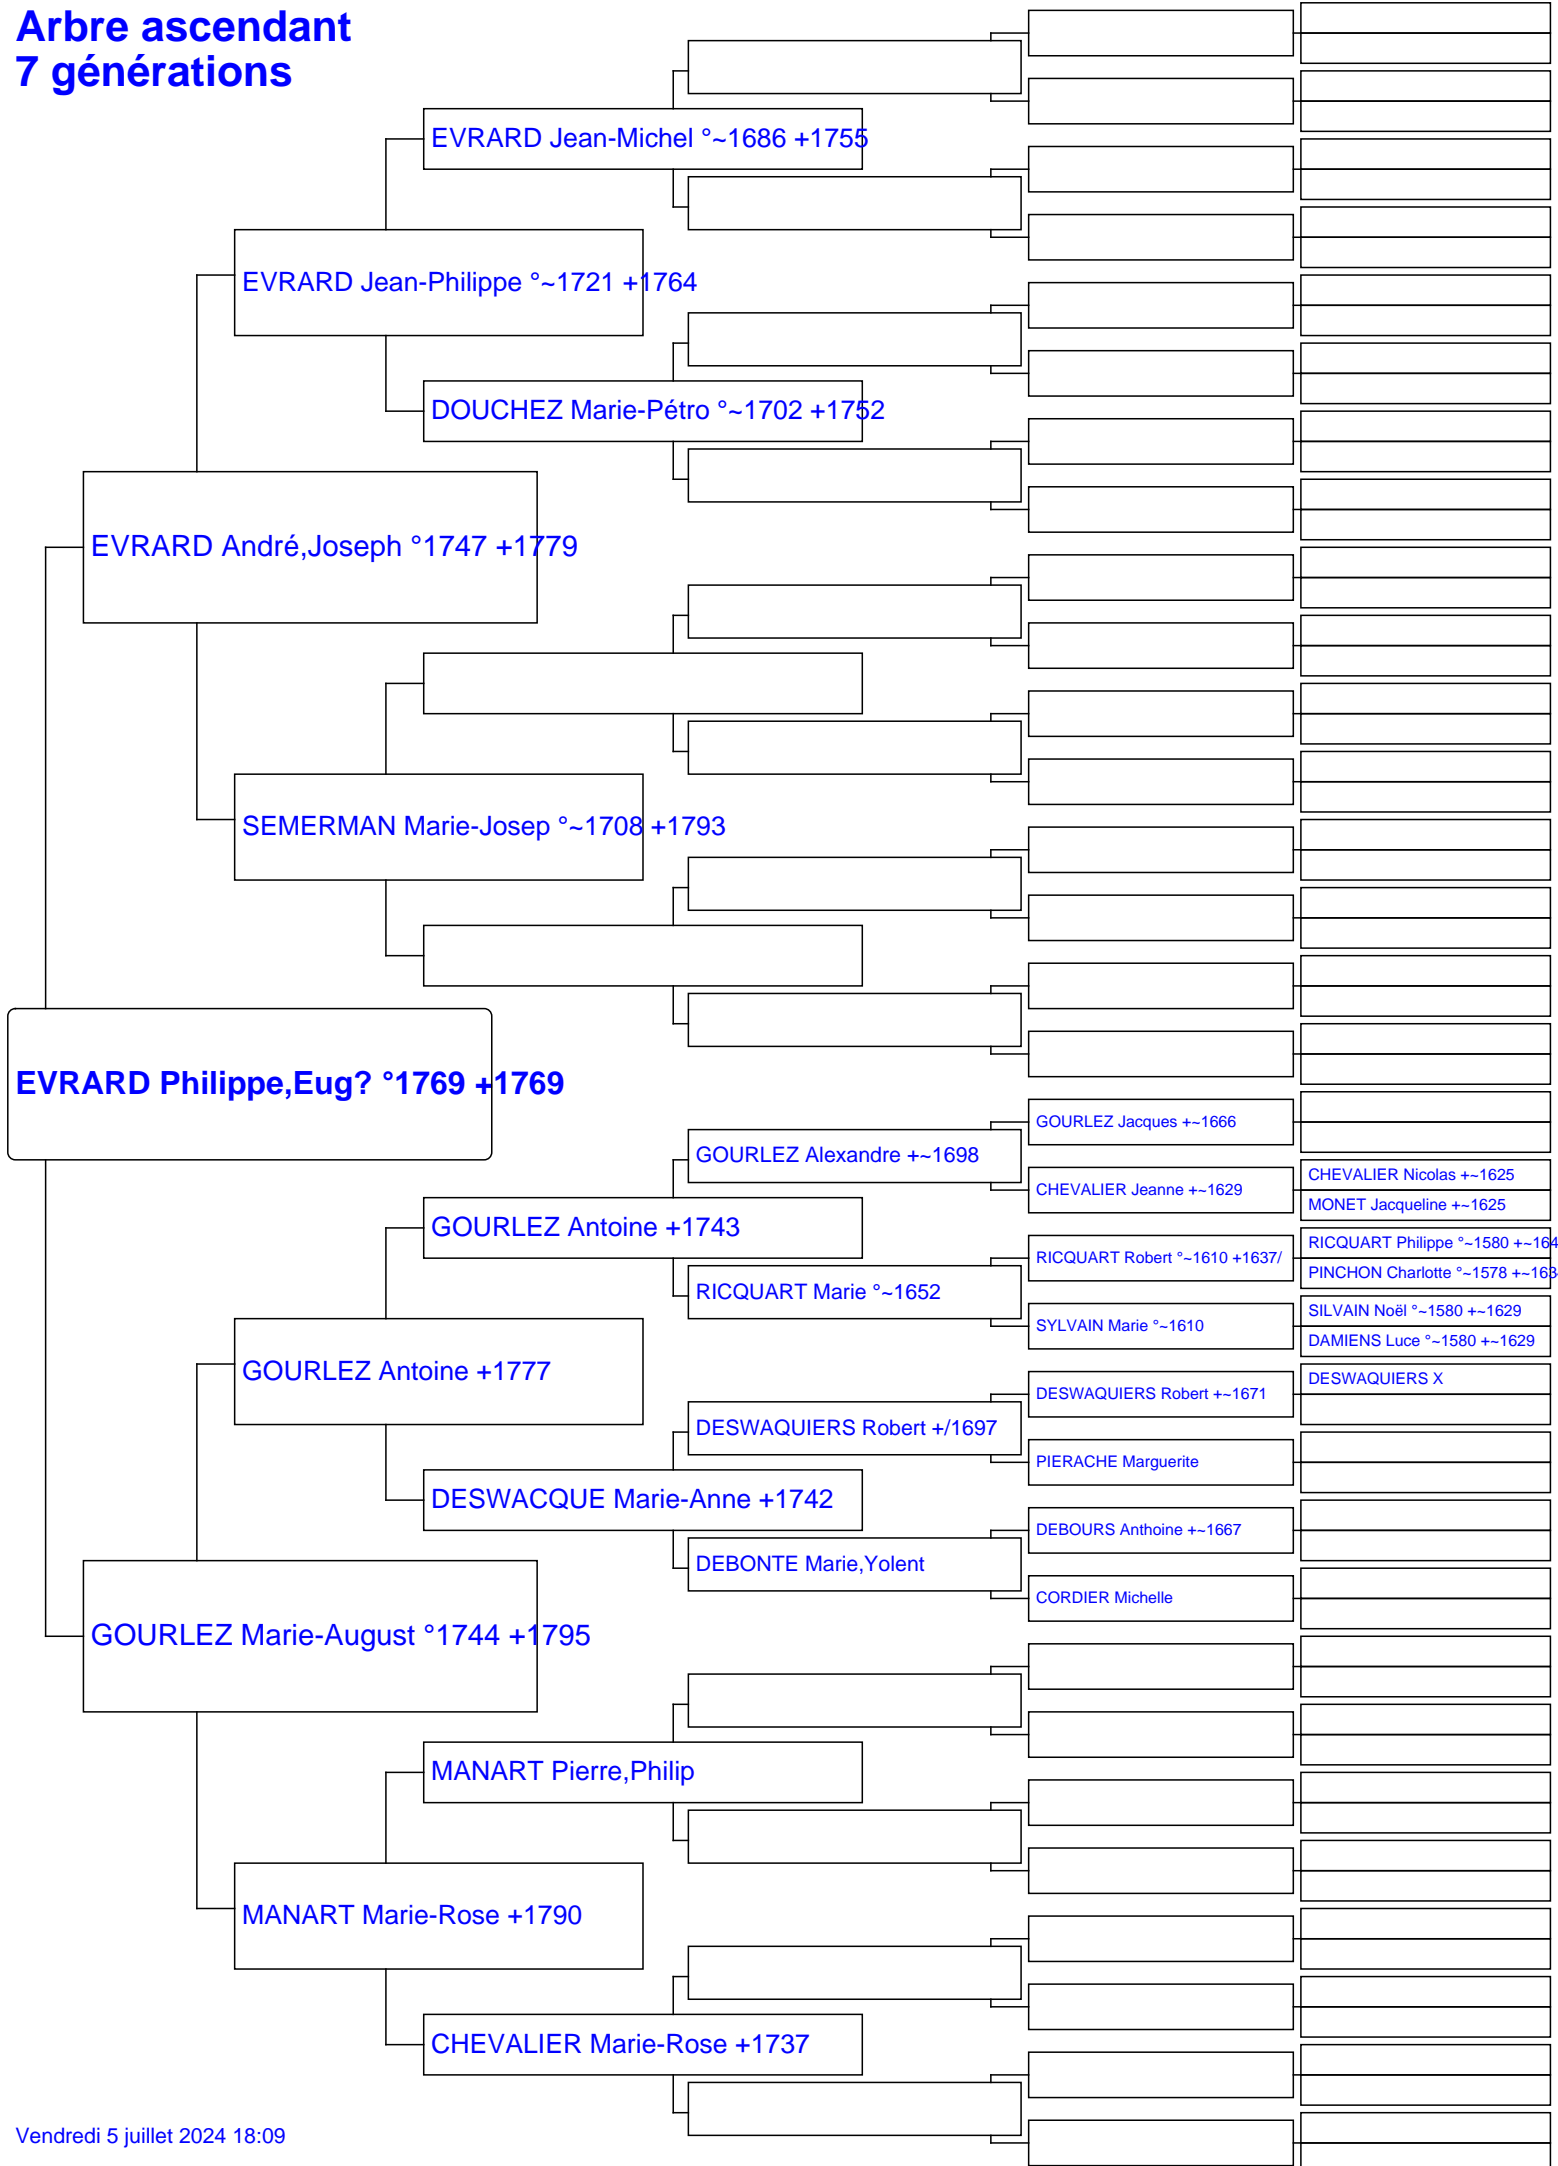 Arbre ascendant
7 générations
EVRARD Jean-Michel °~1686 +1755
EVRARD Jean-Philippe °~1721 +1764
DOUCHEZ Marie-Pétro °~1702 +1752
EVRARD André,Joseph °1747 +1779
SEMERMAN Marie-Josep °~1708 +1793
EVRARD Philippe,Eug? °1769 +1769
GOURLEZ Jacques +~1666
GOURLEZ Alexandre +~1698
CHEVALIER Nicolas +~1625
CHEVALIER Jeanne +~1629
MONET Jacqueline +~1625
GOURLEZ Antoine +1743
RICQUART Philippe °~1580 +~164
RICQUART Robert °~1610 +1637/
PINCHON Charlotte °~1578 +~163
RICQUART Marie °~1652
SILVAIN Noël °~1580 +~1629
SYLVAIN Marie °~1610
DAMIENS Luce °~1580 +~1629
GOURLEZ Antoine +1777
DESWAQUIERS X
DESWAQUIERS Robert +~1671
DESWAQUIERS Robert +/1697
PIERACHE Marguerite
DESWACQUE Marie-Anne +1742
DEBOURS Anthoine +~1667
DEBONTE Marie,Yolent
CORDIER Michelle
GOURLEZ Marie-August °1744 +1795
MANART Pierre,Philip
MANART Marie-Rose +1790
CHEVALIER Marie-Rose +1737
Vendredi 5 juillet 2024 18:09